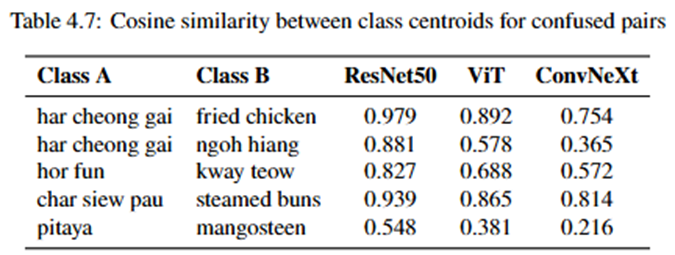 Table 4.7: Cosine similarity between class centroids for confused pairs
Class A Class B ResNet50 ViT ConvNeXt
har cheong gai fried chicken 0.979 0.892 0.754
har cheong gai ngoh hiang 0.881 0.578 0.365
hor fun kway teow 0.827 0.688 0.572
char siew pau steamed buns 0.939 0.865 0.814
pitaya mangosteen 0.548 0.381 0.216